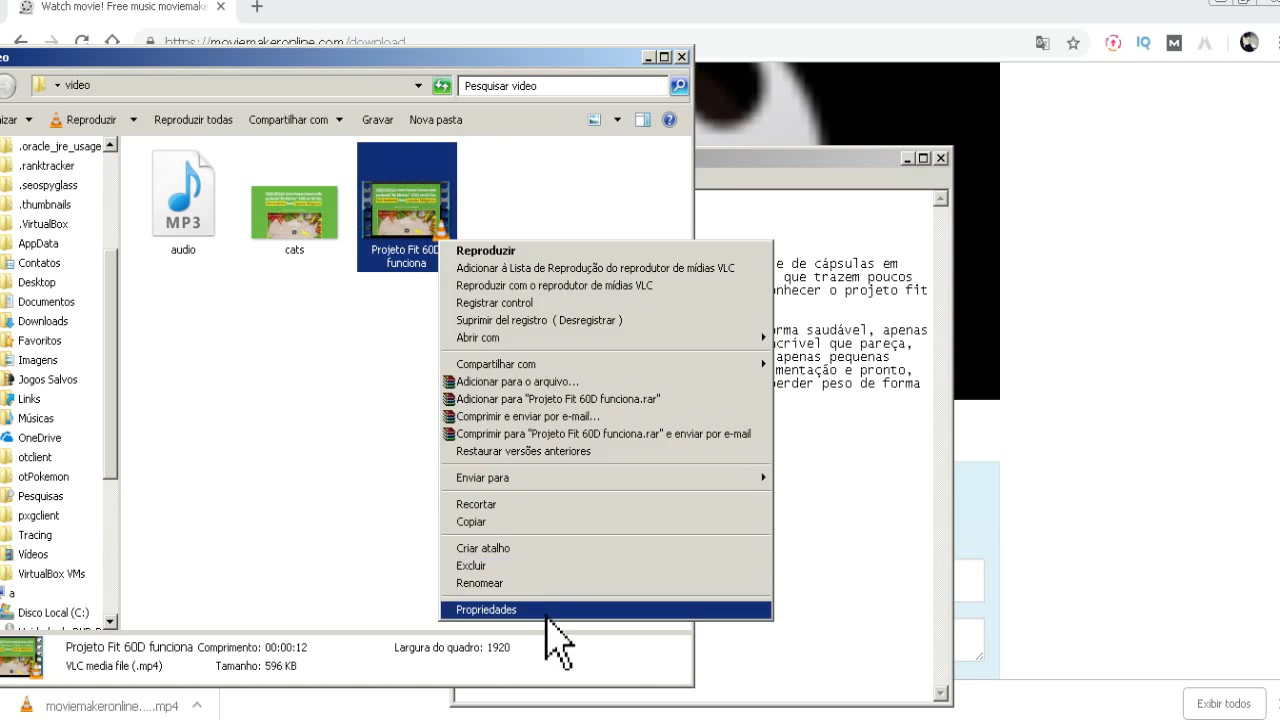 Watch movie! Free music moviemake
https://moviemakeronline.com/download
eo
video
Pesquisar video
izar
Reproduzir
Reproduzir todas
Compartilhar com
Gravar
Nova pasta
.oracle_jre_usage
.ranktracker
.seospyglass
.thumbnails
.VirtualBox
AppData
Contatos
Desktop
Documentos
Downloads
Favoritos
Imagens
Jogos Salvos
Links
Músicas
OneDrive
otclient
otPokemon
Pesquisas
pxgclient
Tracing
Vídeos
VirtualBox VMs
a
Disco Local (C:)
MP3
audio
cats
Projeto Fit 60D
funciona
Reproduzir
Adicionar à Lista de Reprodução do reprodutor de mídias VLC
Reproduzir com o reprodutor de mídias VLC
Registrar control
Suprimir del registro ( Desregistrar )
Abrir com
Compartilhar com
Adicionar para o arquivo...
Adicionar para "Projeto Fit 60D funciona.rar"
Comprimir e enviar por e-mail...
Comprimir para "Projeto Fit 60D funciona.rar" e enviar por e-mail
Restaurar versões anteriores
Enviar para
Recortar
Copiar
Criar atalho
Excluir
Renomear
Propriedades
e de cápsulas em
que trazem poucos
nhecer o projeto fit
rma saudável, apenas
crível que pareça,
apenas pequenas
mentação e pronto,
erder peso de forma
Projeto Fit 60D funciona Comprimento: 00:00:12
Largura do quadro: 1920
VLC media file (.mp4)
Tamanho: 596 KB
moviemakeronline.....mp4
Exibir todos